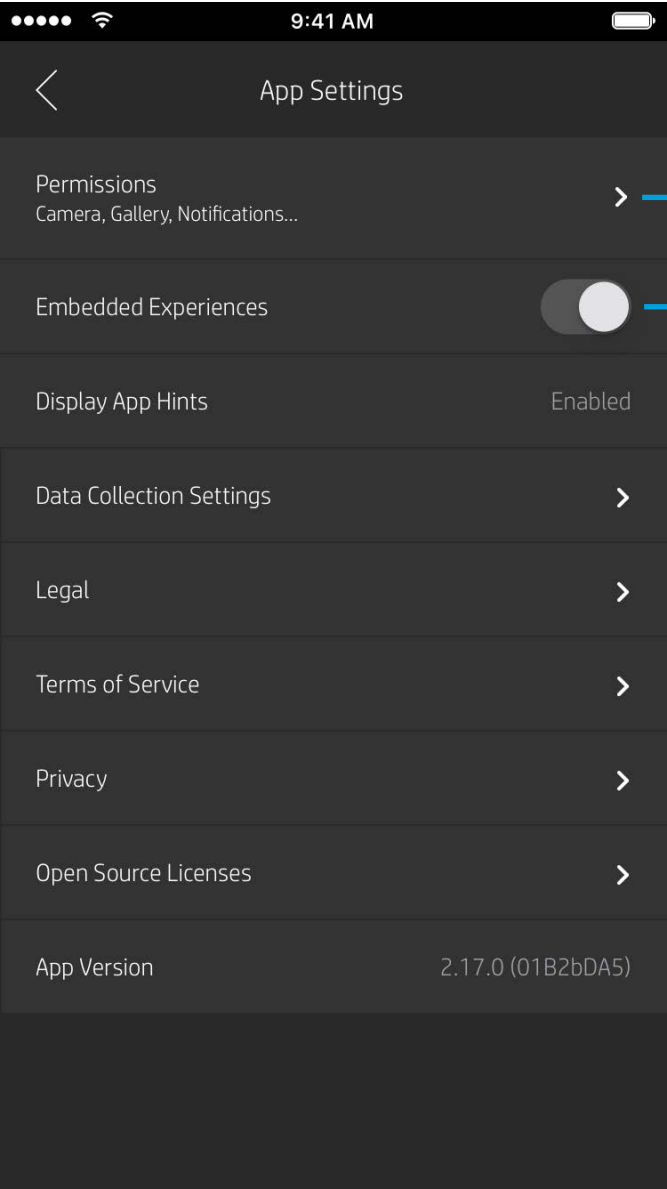 9:41 AM
App Settings
Permissions
Camera, Gallery, Notifications...
Embedded Experiences
Display App Hints Enabled
Data Collection Settings
Legal
Terms of Service
Privacy
Open Source Licenses
App Version 2.17.0 (01B2bDA5)